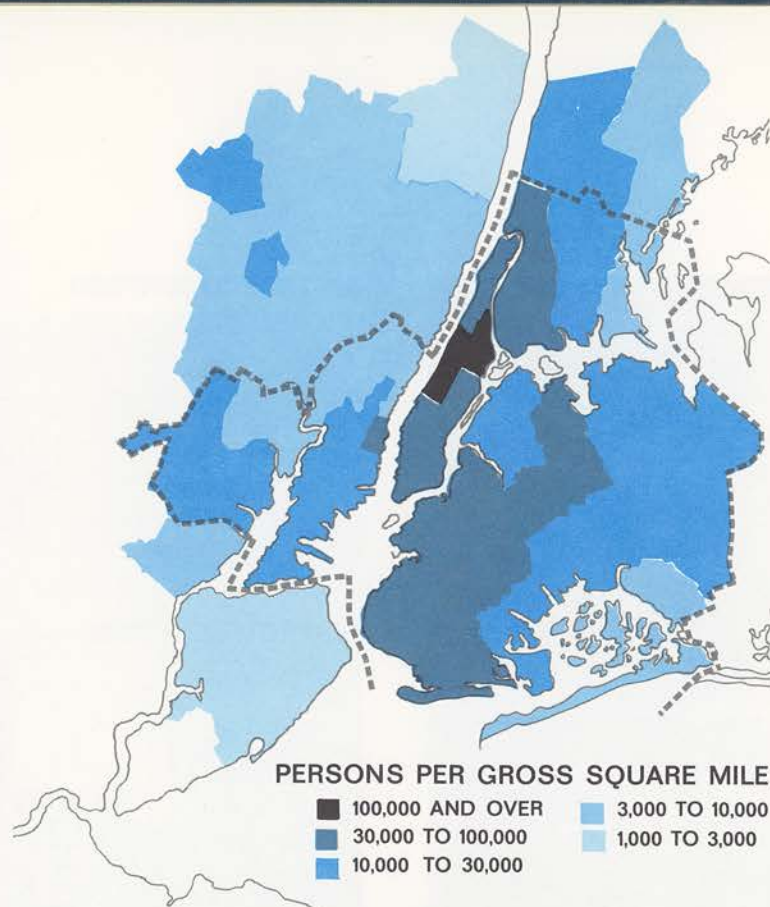 PERSONS PER GROSS SQUARE MILE
100,000 AND OVER
30,000 TO 100,000
10,000 TO 30,000
3,000 TO 10,000
1,000 TO 3,000